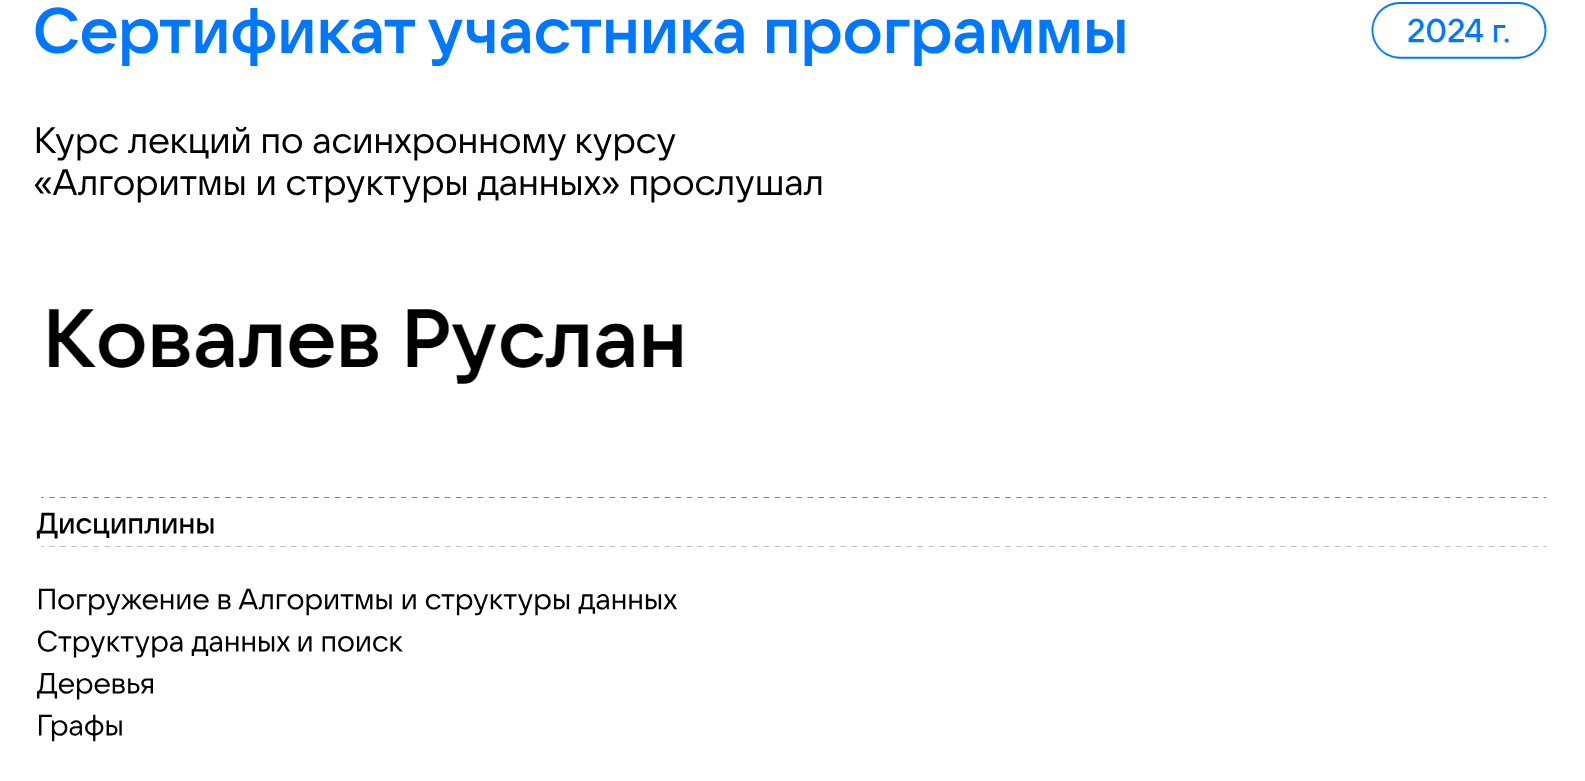 Сертификат участника программы
2024 г.
Курс лекций по асинхронному курсу
«Алгоритмы и структуры данных» прослушал
Ковалев Руслан
Дисциплины
Погружение в Алгоритмы и структуры данных
Структура данных и поиск
Деревья
Графы